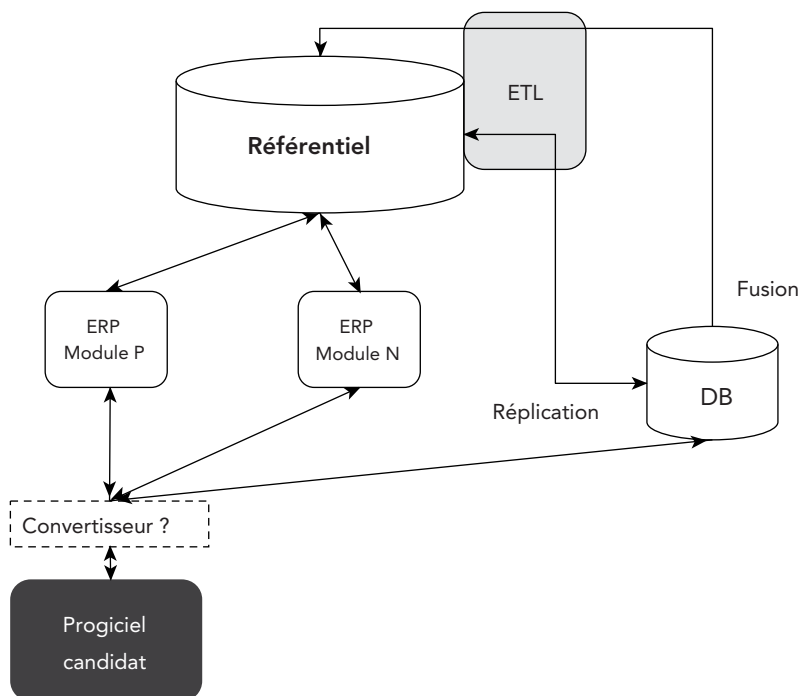 ETL
Référentiel
Fusion
ERP
Module P
ERP
Module N
DB
Réplication
Convertisseur ?
Progiciel
candidat